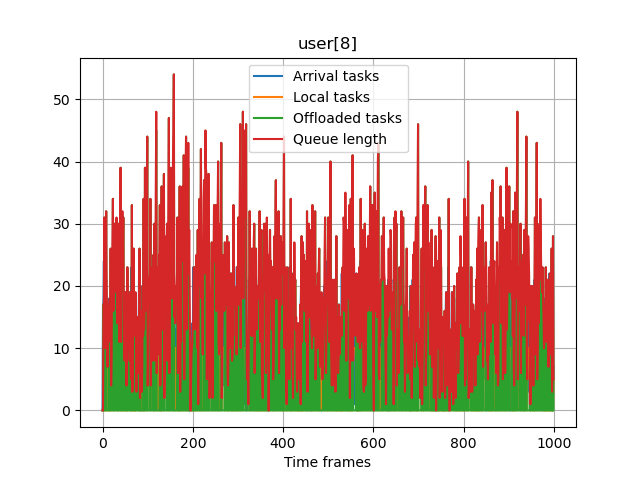 user[8]
Arrival tasks
Local tasks
Offloaded tasks
Queue length
50
40
30
20
10
0
0 200 400 600 800 1000
Time frames